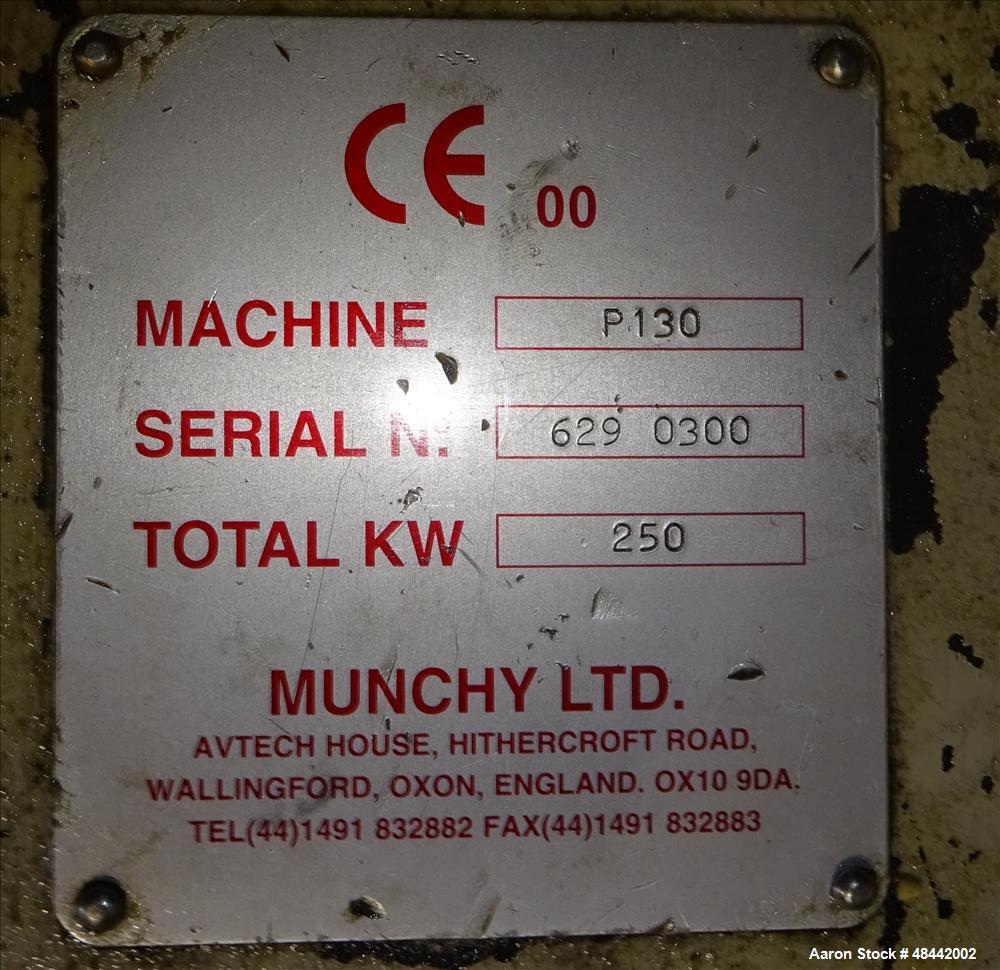 CE 00
MACHINE P130
SERIAL Nº. 629 0300
TOTAL KW 250
MUNCHY LTD.
AVTECH HOUSE, HITHERCROFT ROAD,
WALLINGFORD, OXON, ENGLAND. OX10 9DA.
TEL(44)1491 832882 FAX(44)1491 832883
Aaron Stock # 48442002